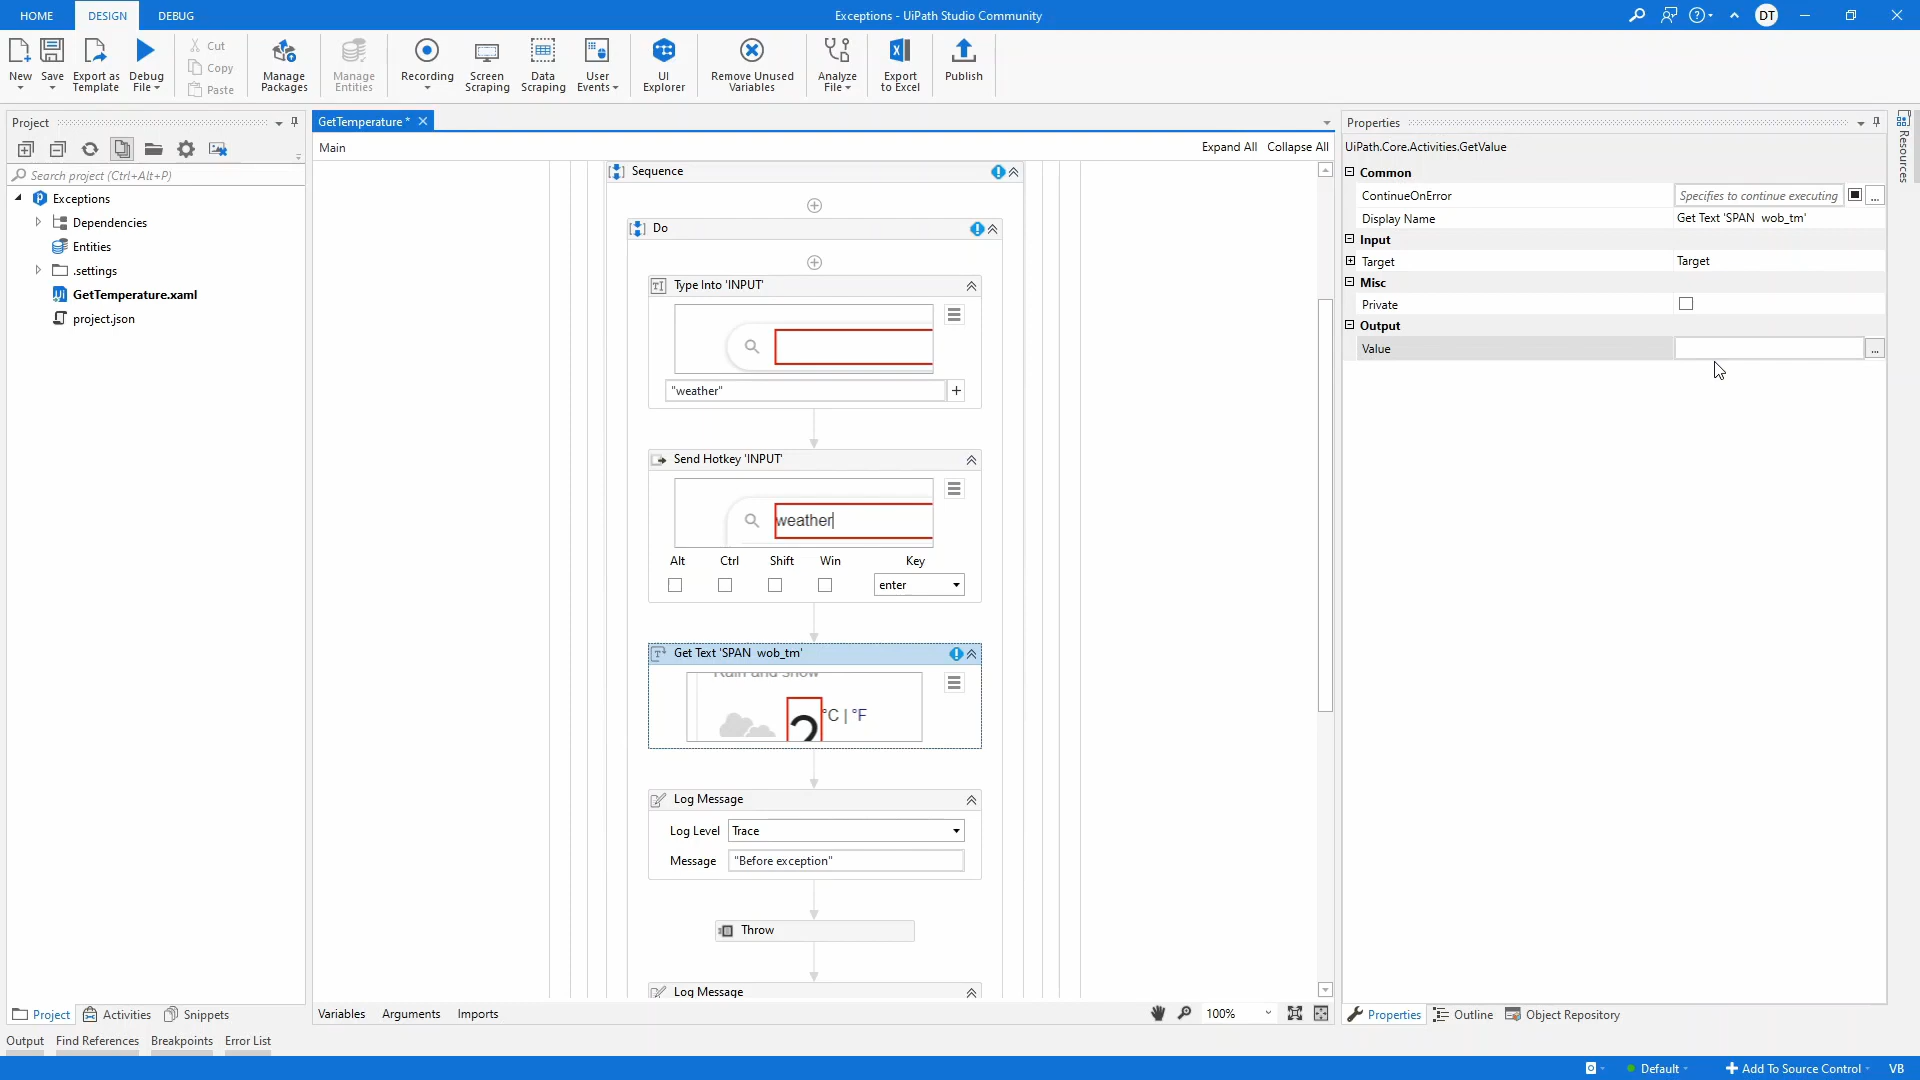 HOME
DESIGN
DEBUG
Exceptions - UiPath Studio Community
DT
New
Save
Export as
Template
Debug
File
Cut
Copy
Paste
Manage
Packages
Manage
Entities
Recording
Screen
Scraping
Data
Scraping
User
Events
UI
Explorer
Remove Unused
Variables
Analyze
File
Export
to Excel
Publish
Project
Search project (Ctrl+Alt+P)
Exceptions
Dependencies
Entities
.settings
GetTemperature.xaml
project.json
GetTemperature *
Main
Expand All
Collapse All
Sequence
Do
Type Into 'INPUT'
"weather"
Send Hotkey 'INPUT'
weather
Alt
Ctrl
Shift
Win
Key
enter
Get Text 'SPAN  wob_tm'
Rain and snow
2
°C | °F
Log Message
Log Level
Trace
Message
"Before exception"
Throw
Log Message
Variables
Arguments
Imports
100%
Properties
UiPath.Core.Activities.GetValue
Common
ContinueOnError
Specifies to continue executing
...
Display Name
Get Text 'SPAN  wob_tm'
Input
Target
Target
Misc
Private
Output
Value
...
Resources
Project
Activities
Snippets
Properties
Outline
Object Repository
Output
Find References
Breakpoints
Error List
Default
Add To Source Control
VB